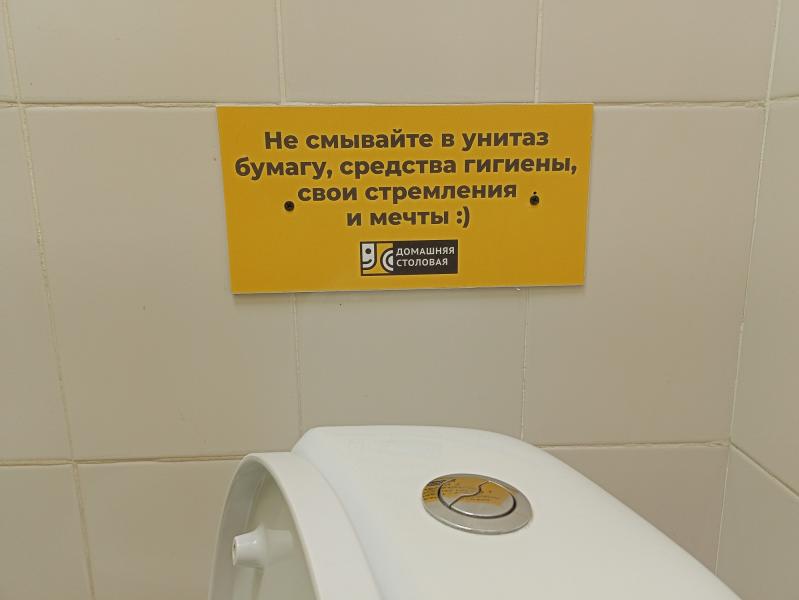 Не смывайте в унитаз
бумагу, средства гигиены,
свои стремления
и мечты :)
ДОМАШНЯЯ
СТОЛОВАЯ